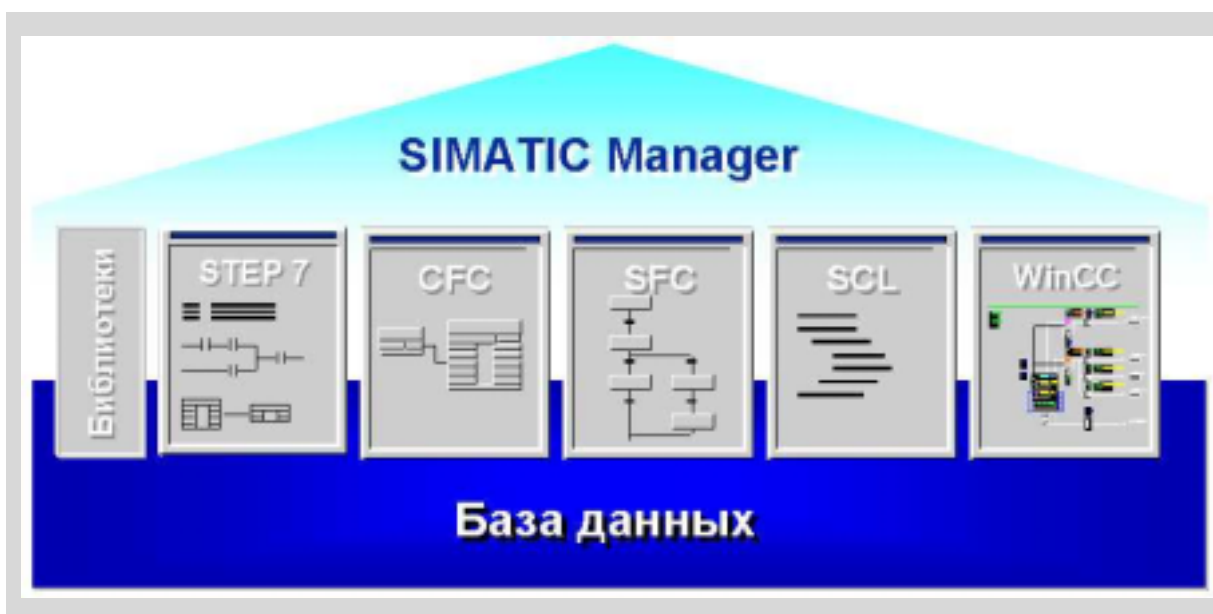 SIMATIC Manager
Библиотеки
STEP 7
CFC
SFC
SCL
WinCC
База данных